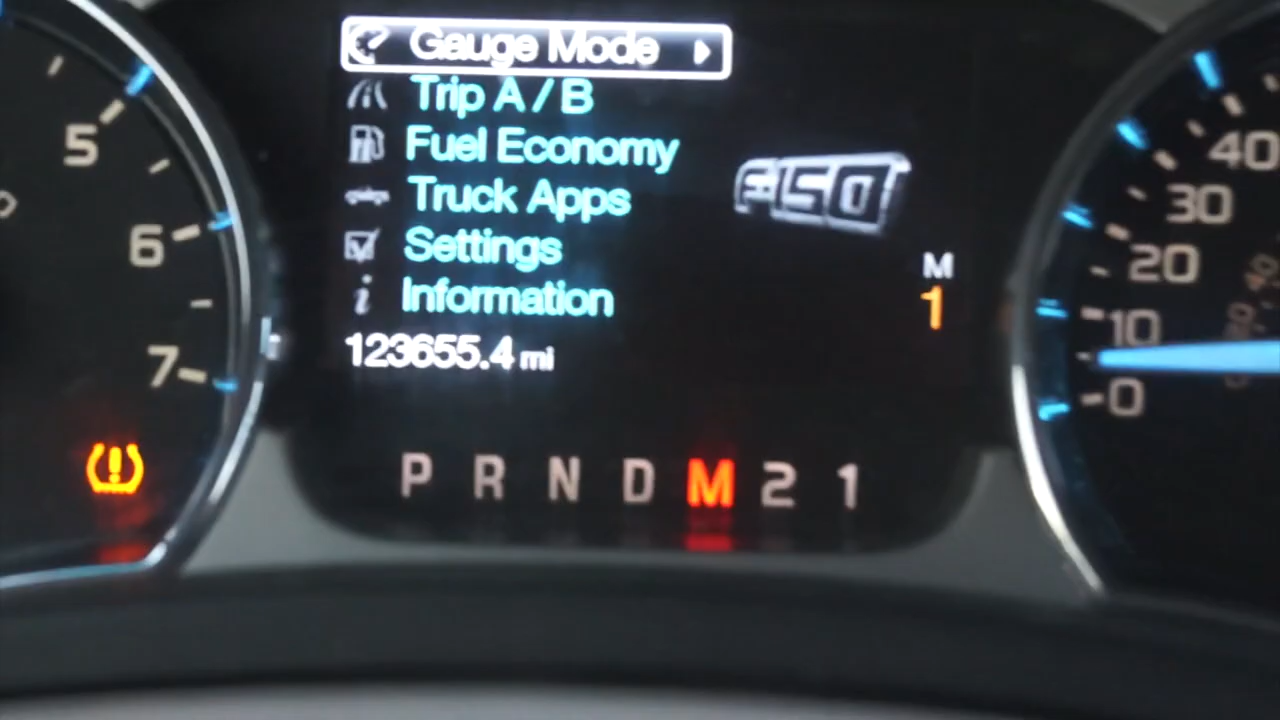 Gauge Mode
Trip A / B
Fuel Economy
Truck Apps
Settings
Information
123655.4 mi
F-150
M
1
P R N D M 2 1
5
6
7
40
30
20
10
0